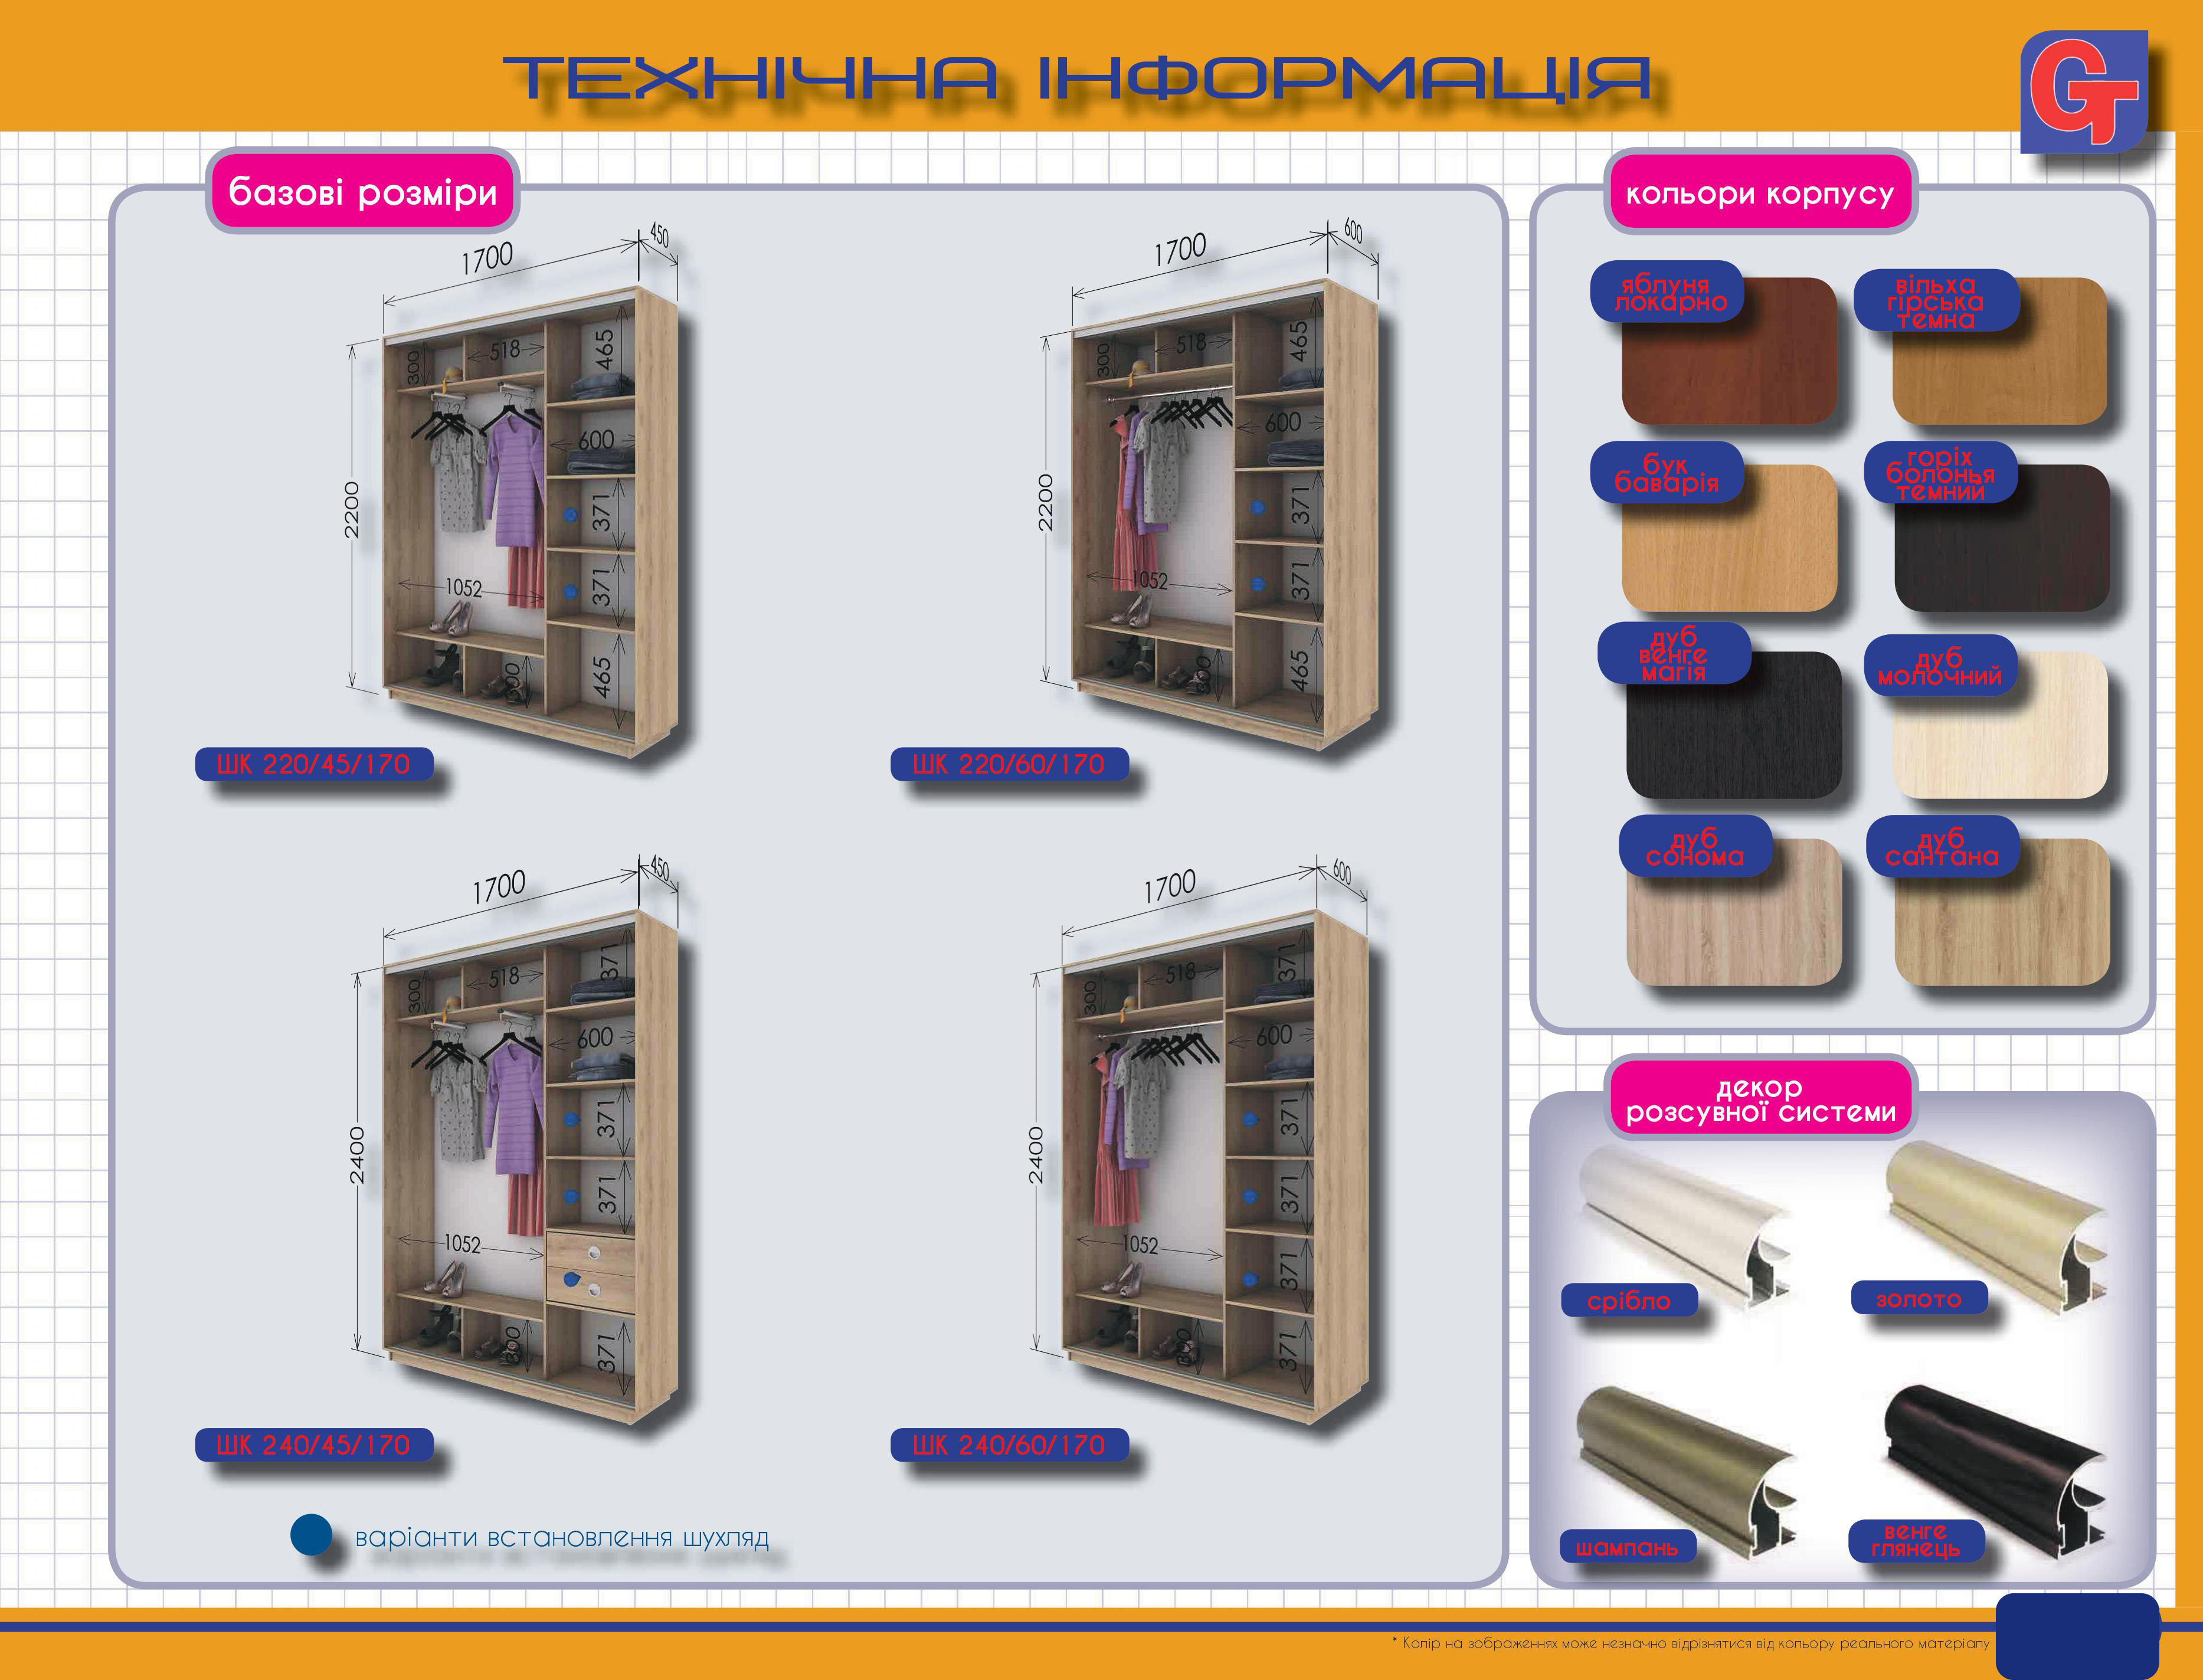 ТЕХНІЧНА ІНФОРМАЦІЯ
GT
базові розміри
1700
450
300
518
465
600
371
371
1052
465
300
2200
ШК 220/45/170
1700
600
300
518
465
600
371
371
1052
465
300
2200
ШК 220/60/170
1700
450
300
518
371
600
371
371
1052
300
371
2400
ШК 240/45/170
1700
600
300
518
371
600
371
371
1052
371
300
371
2400
ШК 240/60/170
варіанти встановлення шухляд
кольори корпусу
яблуня
локарно
вільха
гірська
темна
бук
баварія
горіх
болонья
темний
дуб
венге
магія
дуб
молочний
дуб
сонома
дуб
сантана
декор
розсувної системи
срібло
золото
шампань
венге
глянець
* Колір на зображеннях може незначно відрізнятися від кольору реального матеріалу